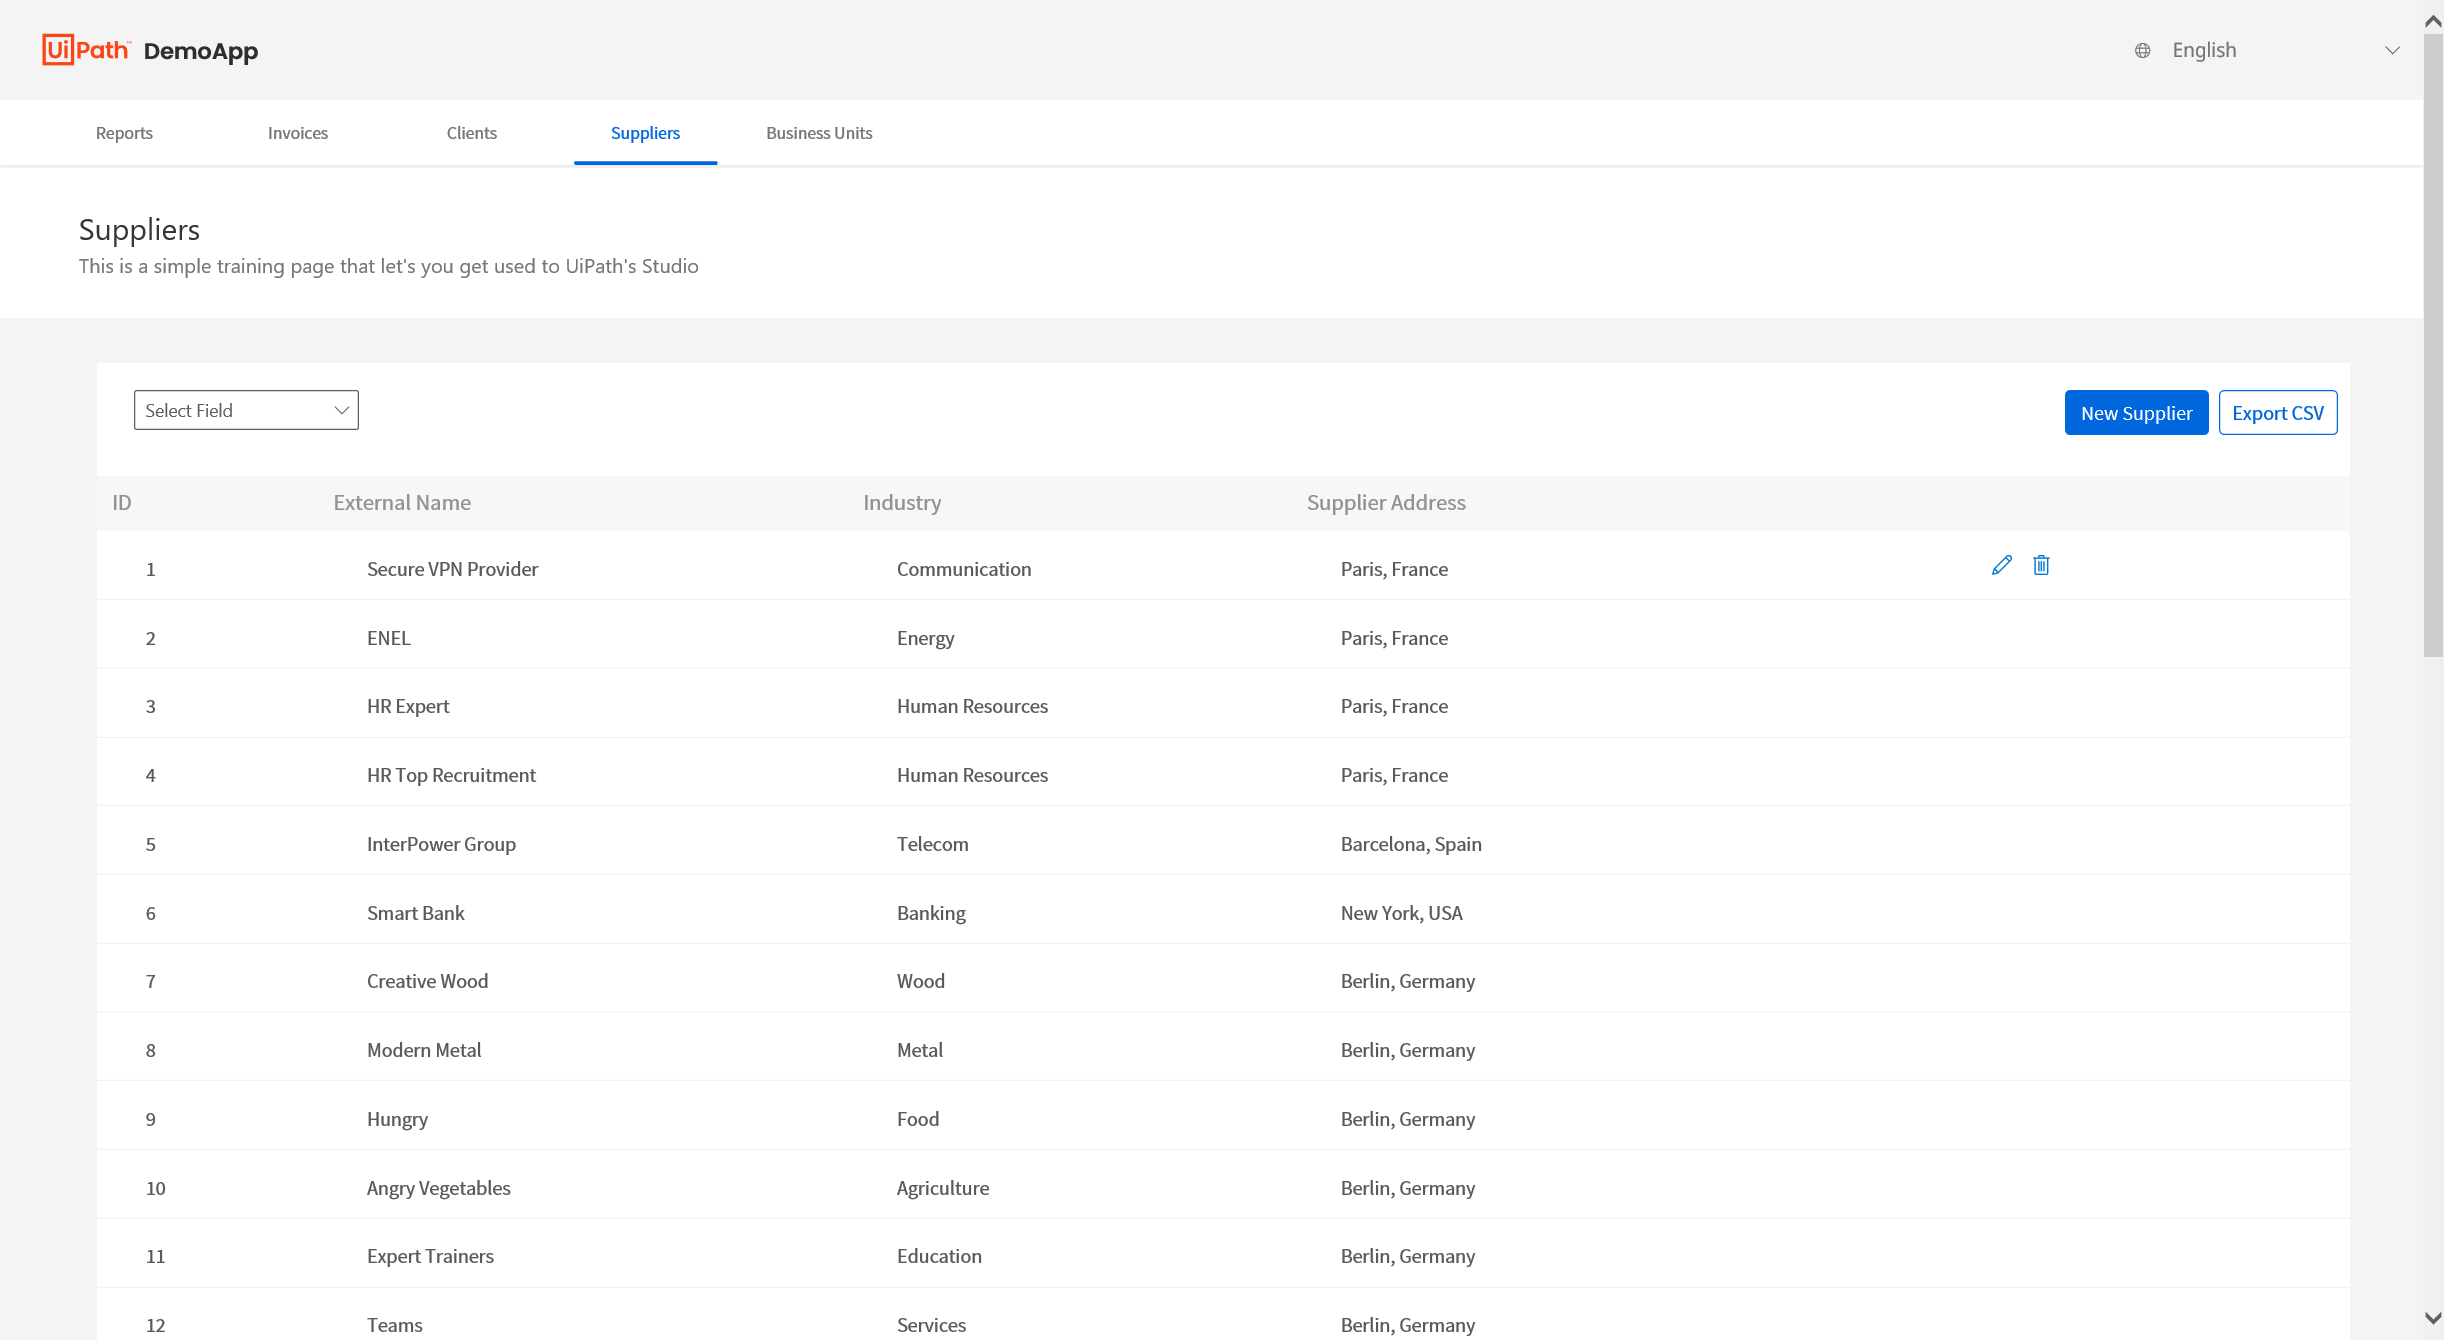 UiPath™ DemoApp English
Reports Invoices Clients Suppliers Business Units
Suppliers
This is a simple training page that let's you get used to UiPath's Studio
Select Field New Supplier Export CSV
ID External Name Industry Supplier Address
1 Secure VPN Provider Communication Paris, France
2 ENEL Energy Paris, France
3 HR Expert Human Resources Paris, France
4 HR Top Recruitment Human Resources Paris, France
5 InterPower Group Telecom Barcelona, Spain
6 Smart Bank Banking New York, USA
7 Creative Wood Wood Berlin, Germany
8 Modern Metal Metal Berlin, Germany
9 Hungry Food Berlin, Germany
10 Angry Vegetables Agriculture Berlin, Germany
11 Expert Trainers Education Berlin, Germany
12 Teams Services Berlin, Germany